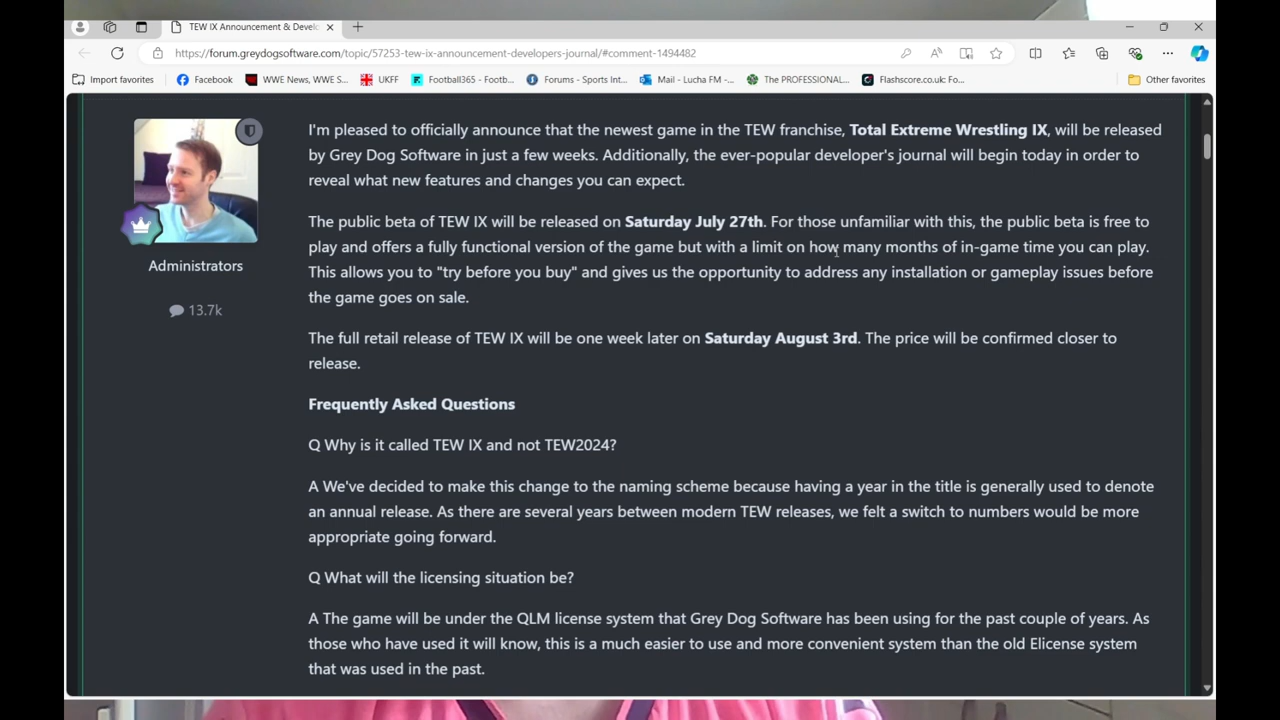 TEW IX Announcement & Develo
https://forum.greydogsoftware.com/topic/57253-tew-ix-announcement-developers-journal/#comment-1494482
Import favorites Facebook WWE News, WWE S... UKFF Football365 - Footb... Forums - Sports Int... Mail - Lucha FM -... The PROFESSIONAL... Flashscore.co.uk: Fo... Other favorites
I'm pleased to officially announce that the newest game in the TEW franchise, Total Extreme Wrestling IX, will be released
by Grey Dog Software in just a few weeks. Additionally, the ever-popular developer's journal will begin today in order to
reveal what new features and changes you can expect.
The public beta of TEW IX will be released on Saturday July 27th. For those unfamiliar with this, the public beta is free to
play and offers a fully functional version of the game but with a limit on how many months of in-game time you can play.
This allows you to "try before you buy" and gives us the opportunity to address any installation or gameplay issues before
the game goes on sale.
Administrators
13.7k
The full retail release of TEW IX will be one week later on Saturday August 3rd. The price will be confirmed closer to
release.
Frequently Asked Questions
Q Why is it called TEW IX and not TEW2024?
A We've decided to make this change to the naming scheme because having a year in the title is generally used to denote
an annual release. As there are several years between modern TEW releases, we felt a switch to numbers would be more
appropriate going forward.
Q What will the licensing situation be?
A The game will be under the QLM license system that Grey Dog Software has been using for the past couple of years. As
those who have used it will know, this is a much easier to use and more convenient system than the old Elicense system
that was used in the past.